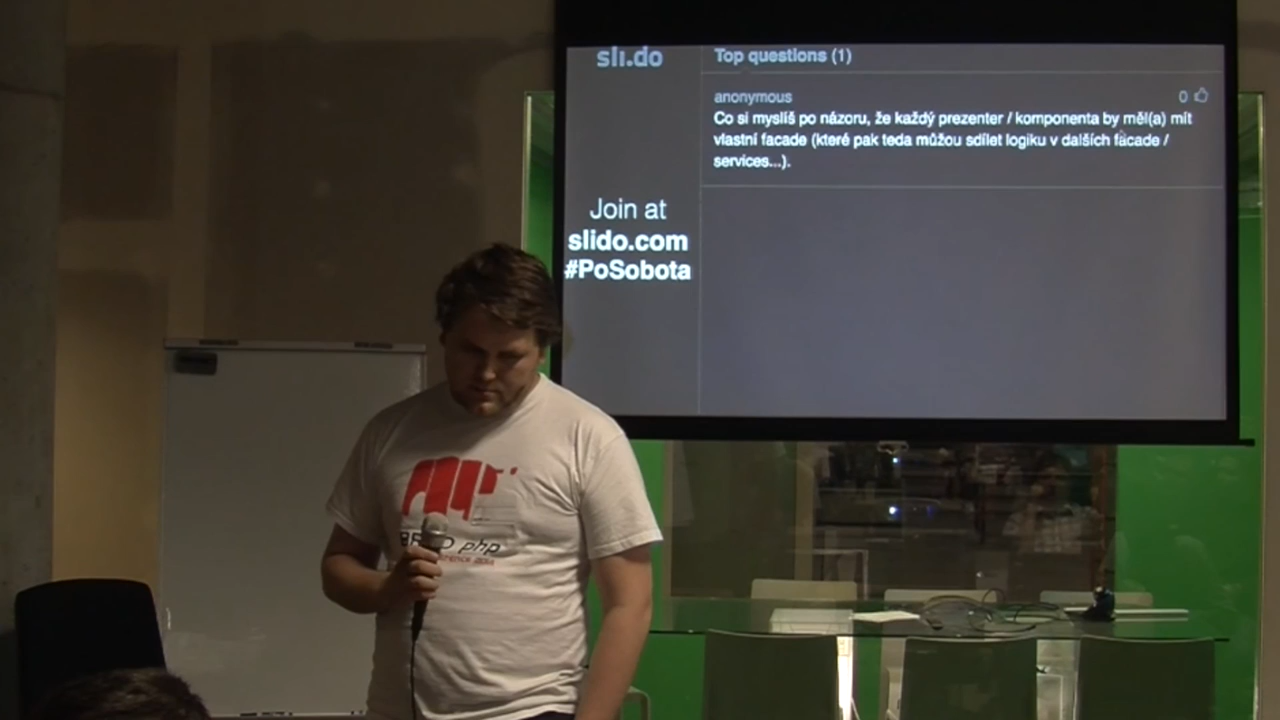 sli.do
Top questions (1)
anonymous
0
Co si myslíš po názoru, že každý prezenter / komponenta by měl(a) mít
vlastní facade (které pak teda můžou sdílet logiku v dalších facade /
services...).
Join at
slido.com
#PoSobota
php